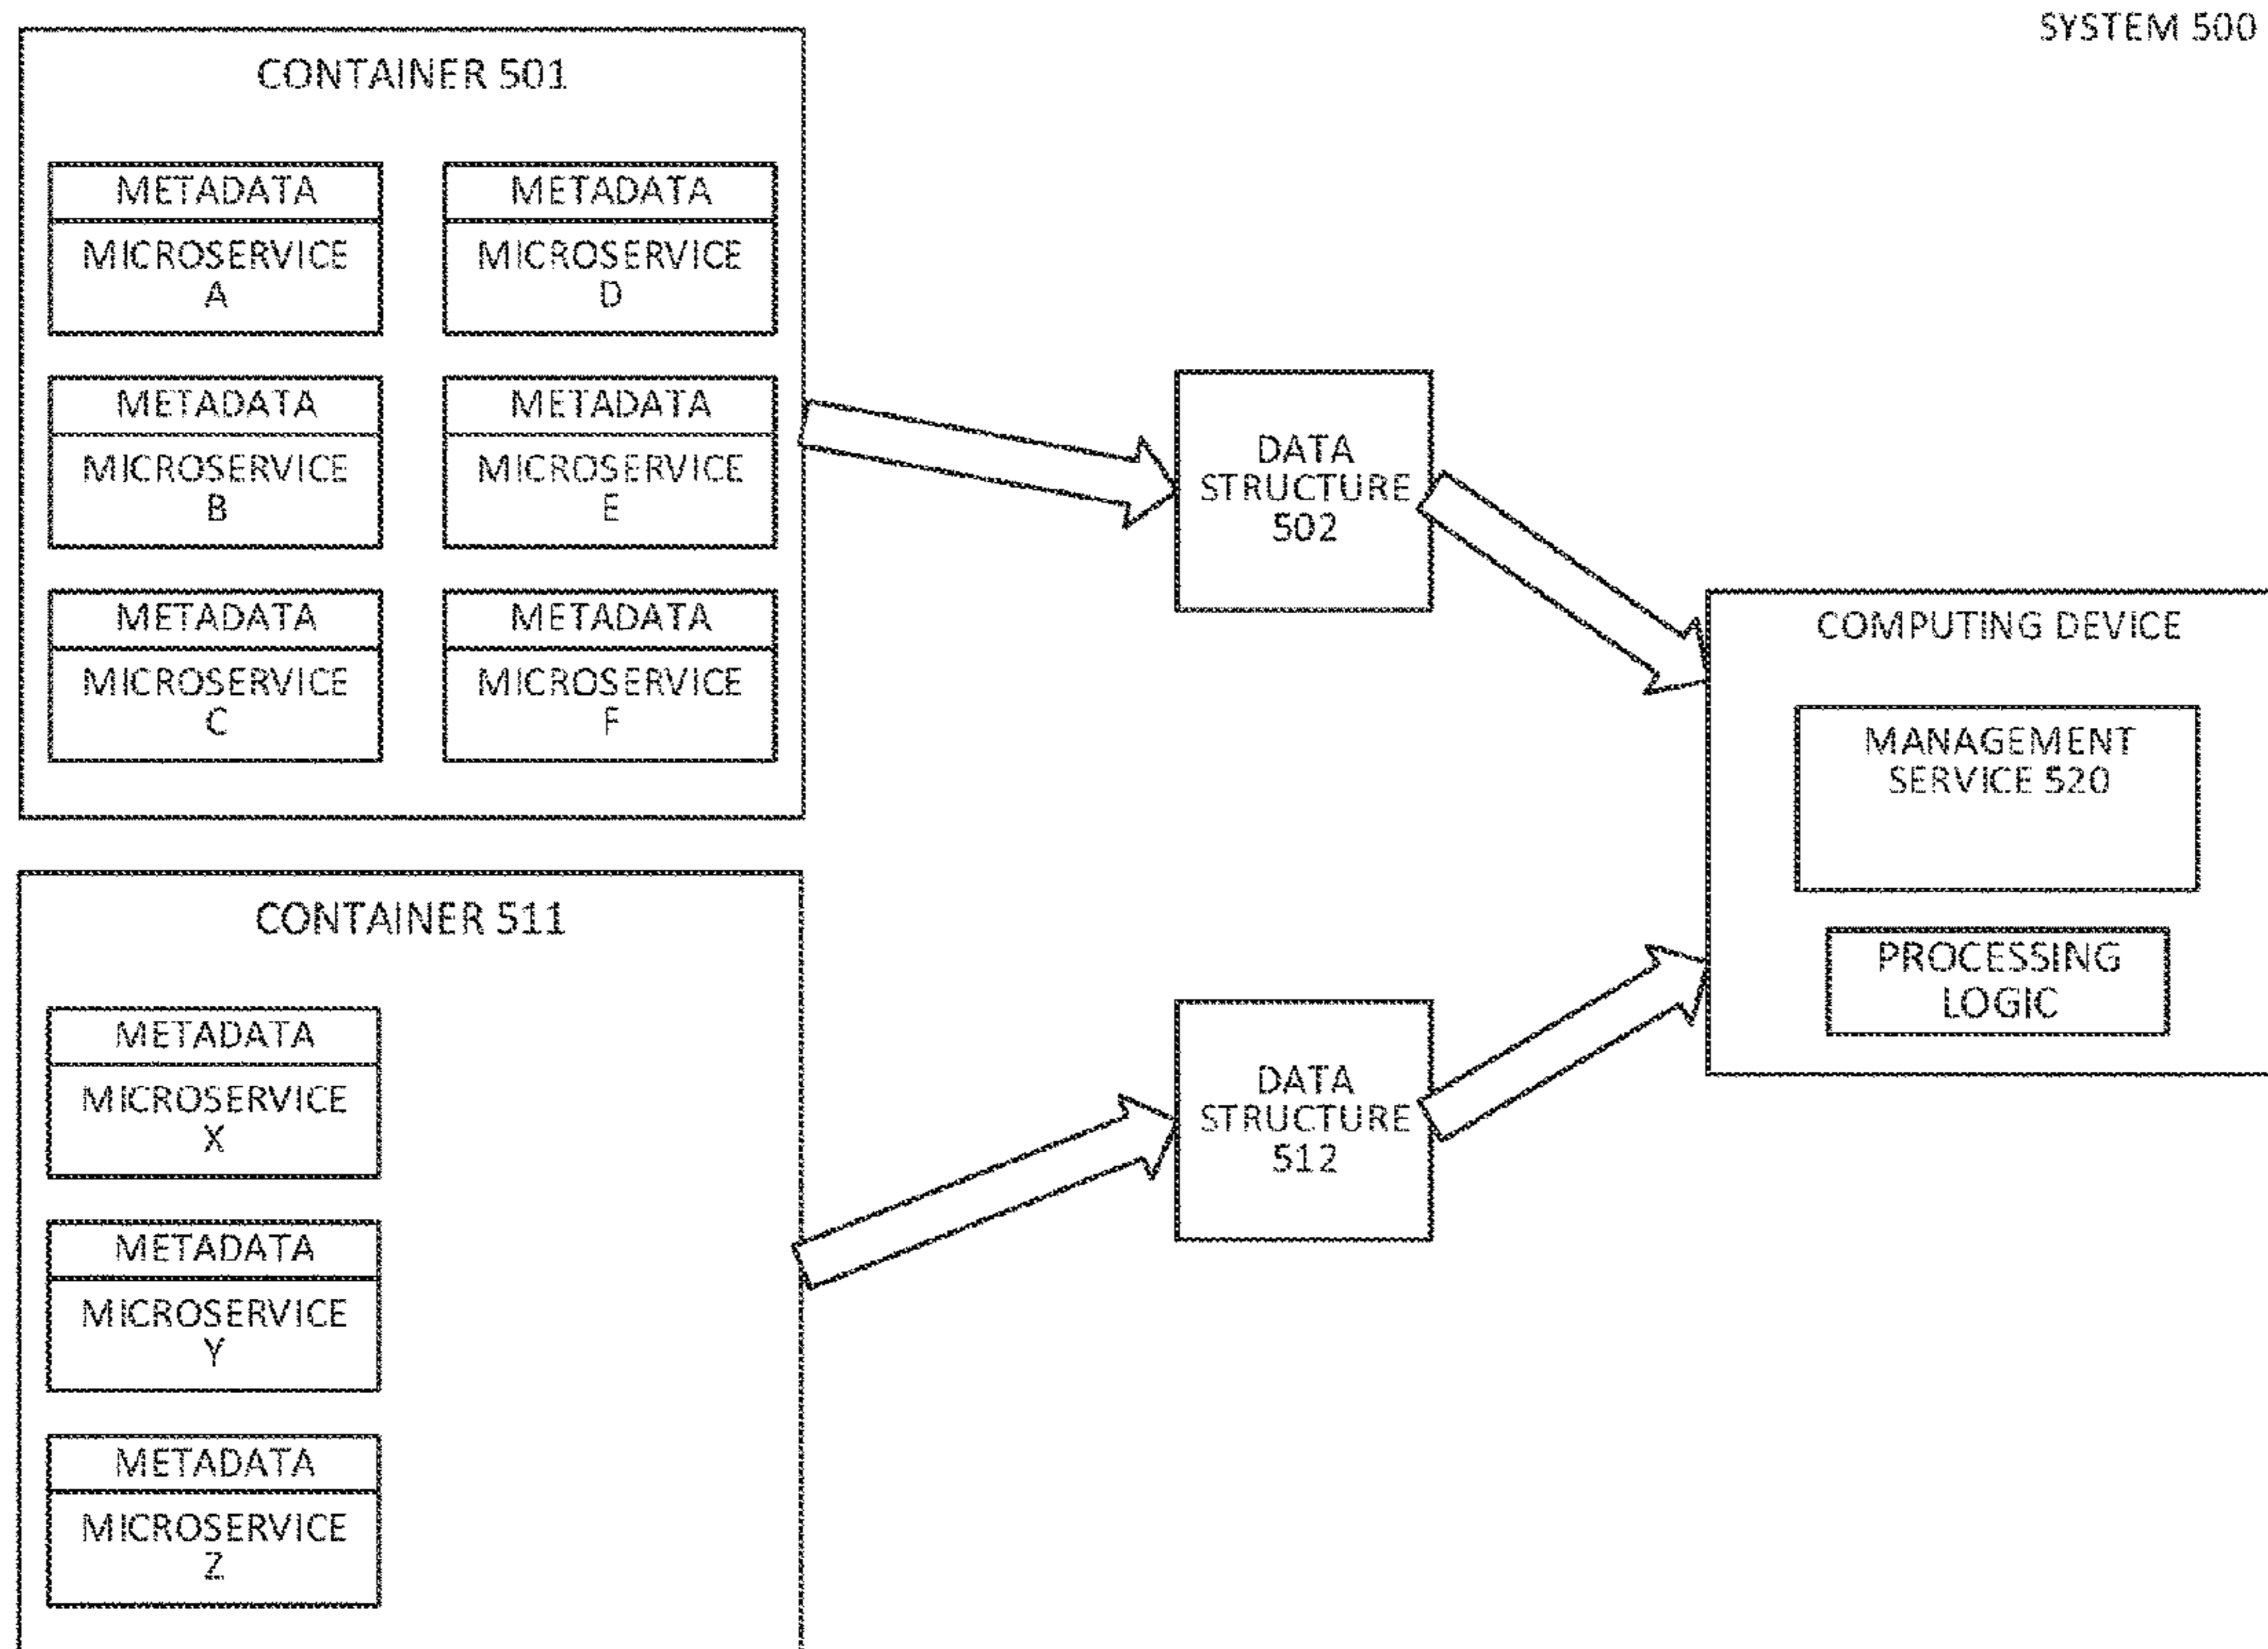 SYSTEM 500
CONTAINER 501
METADATA
MICROSERVICE
A
METADATA
MICROSERVICE
D
METADATA
MICROSERVICE
B
METADATA
MICROSERVICE
E
METADATA
MICROSERVICE
C
METADATA
MICROSERVICE
F
DATA
STRUCTURE
502
COMPUTING DEVICE
MANAGEMENT
SERVICE 520
PROCESSING
LOGIC
CONTAINER 511
METADATA
MICROSERVICE
X
METADATA
MICROSERVICE
Y
METADATA
MICROSERVICE
Z
DATA
STRUCTURE
512